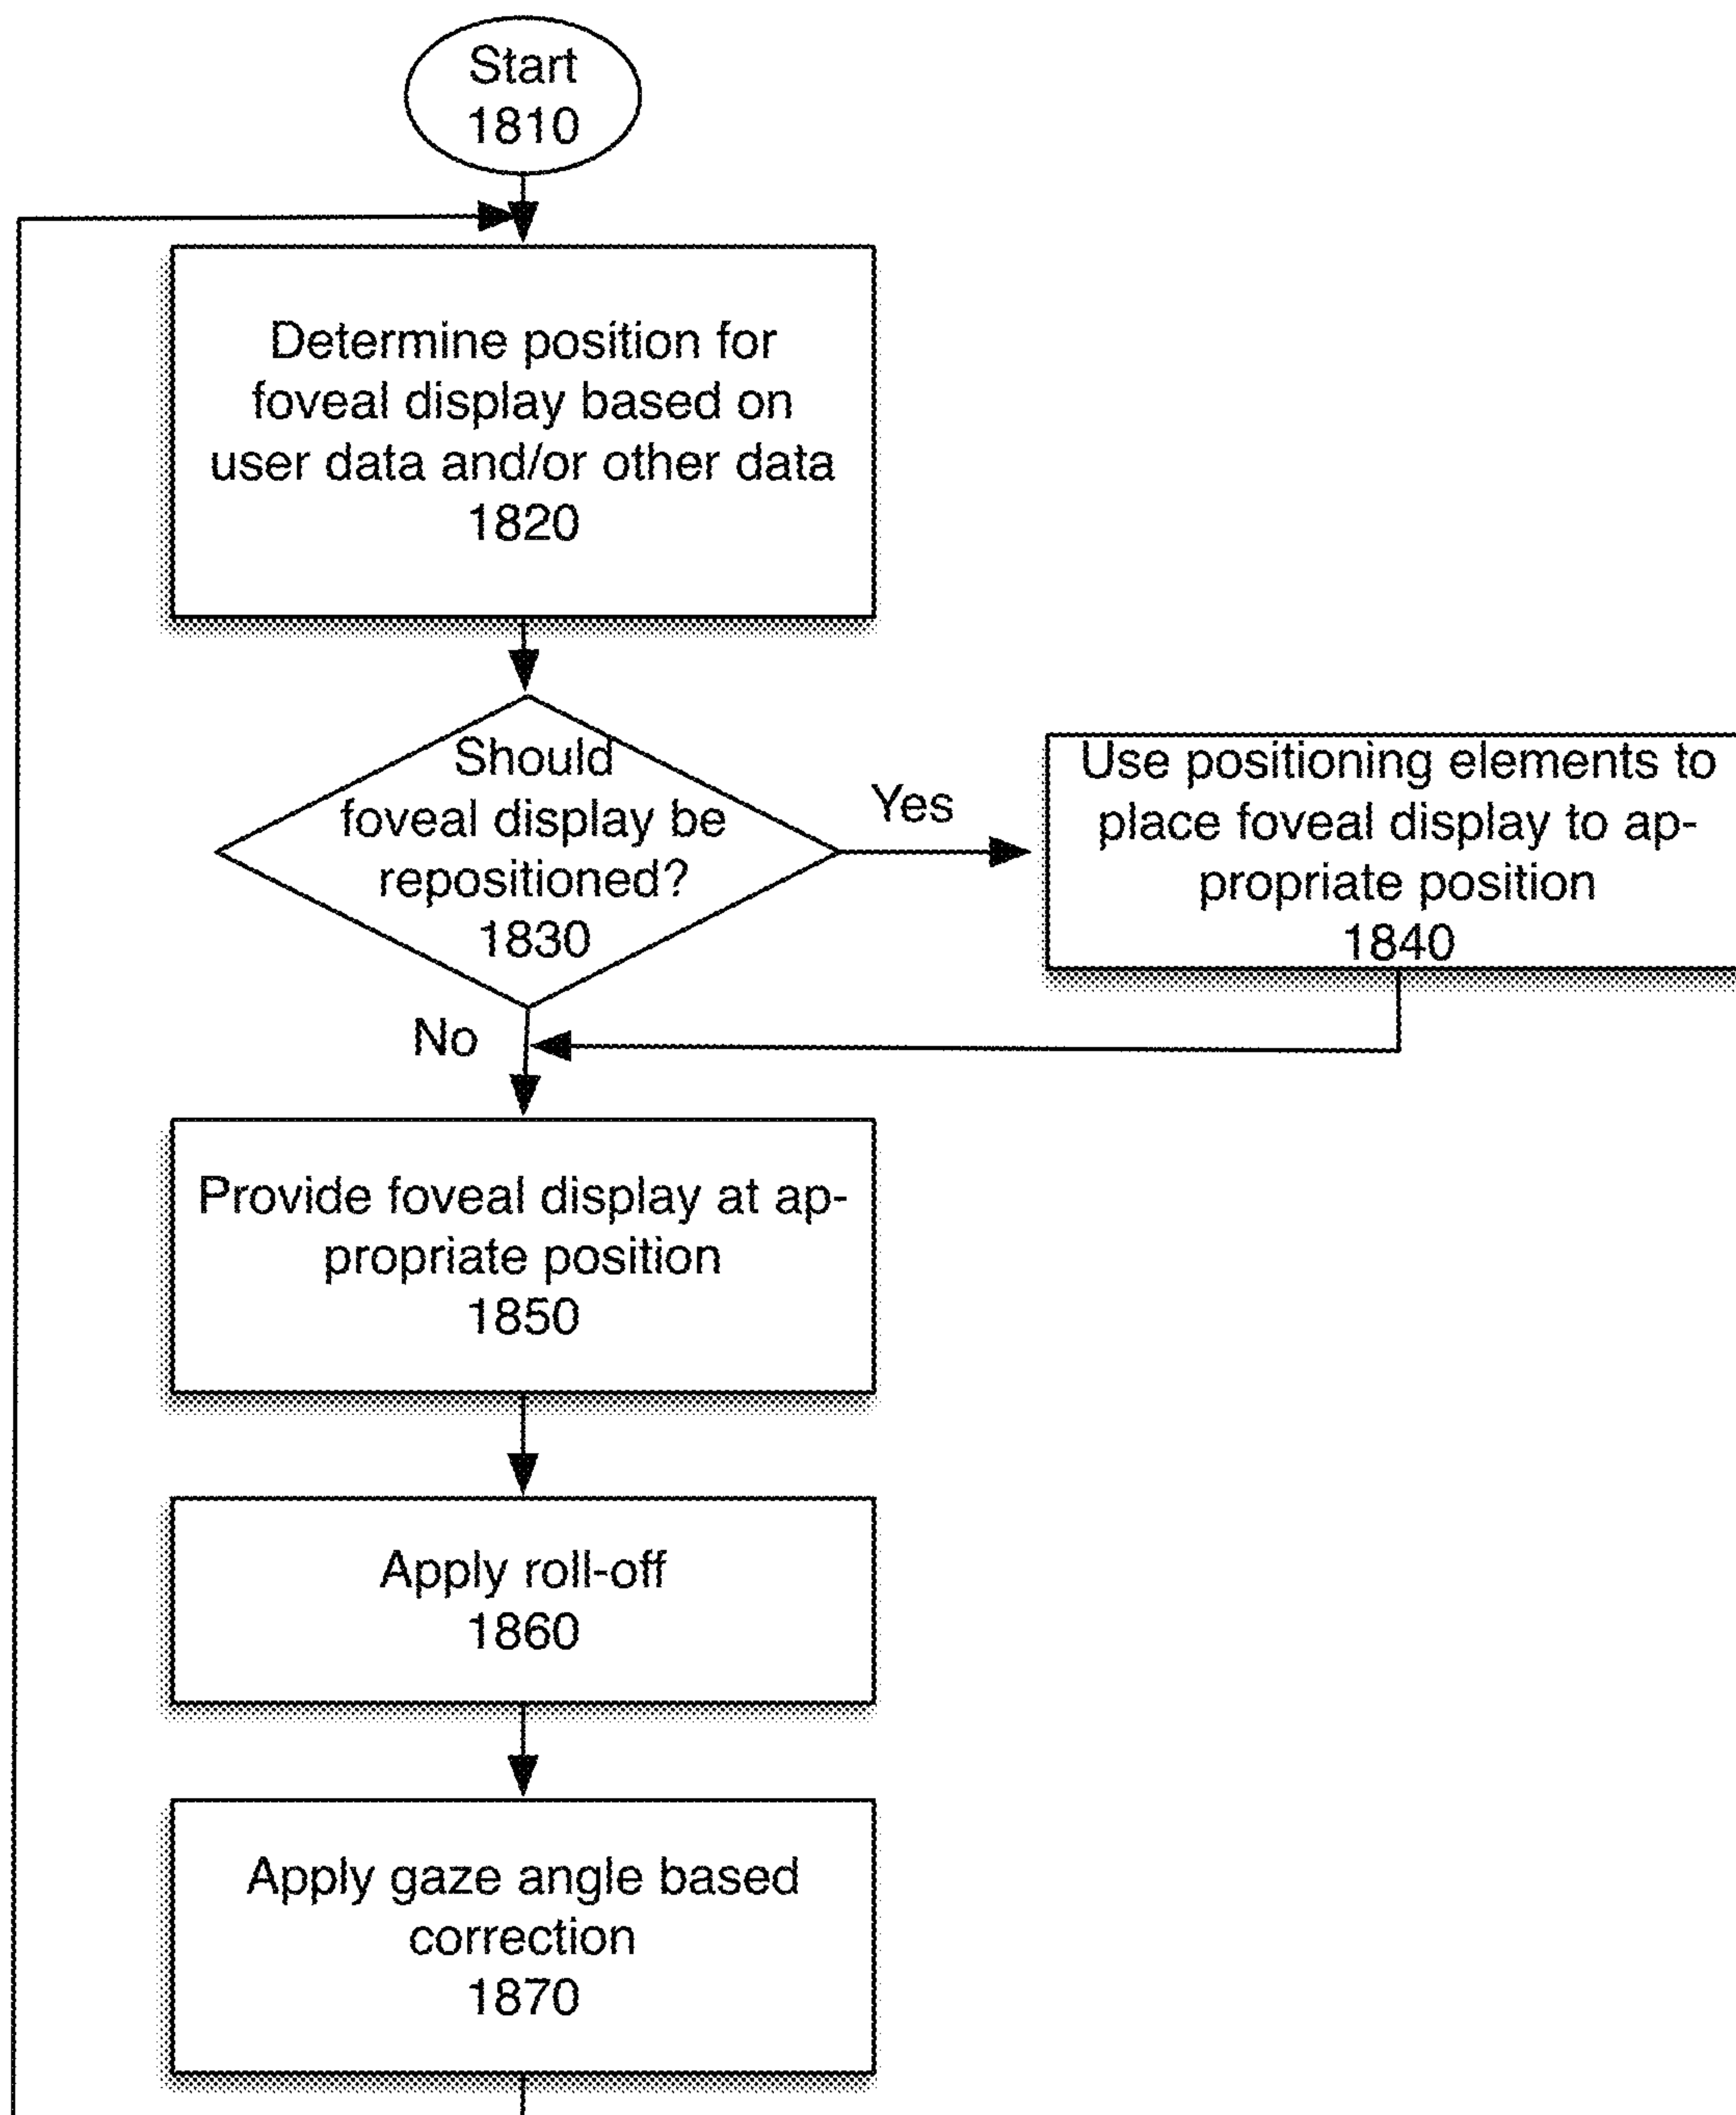 Start
1810
Determine position for
foveal display based on
user data and/or other data
1820
Should
foveal display be
repositioned?
1830
Yes
Use positioning elements to
place foveal display to ap-
propriate position
1840
No
Provide foveal display at ap-
propriate position
1850
Apply roll-off
1860
Apply gaze angle based
correction
1870